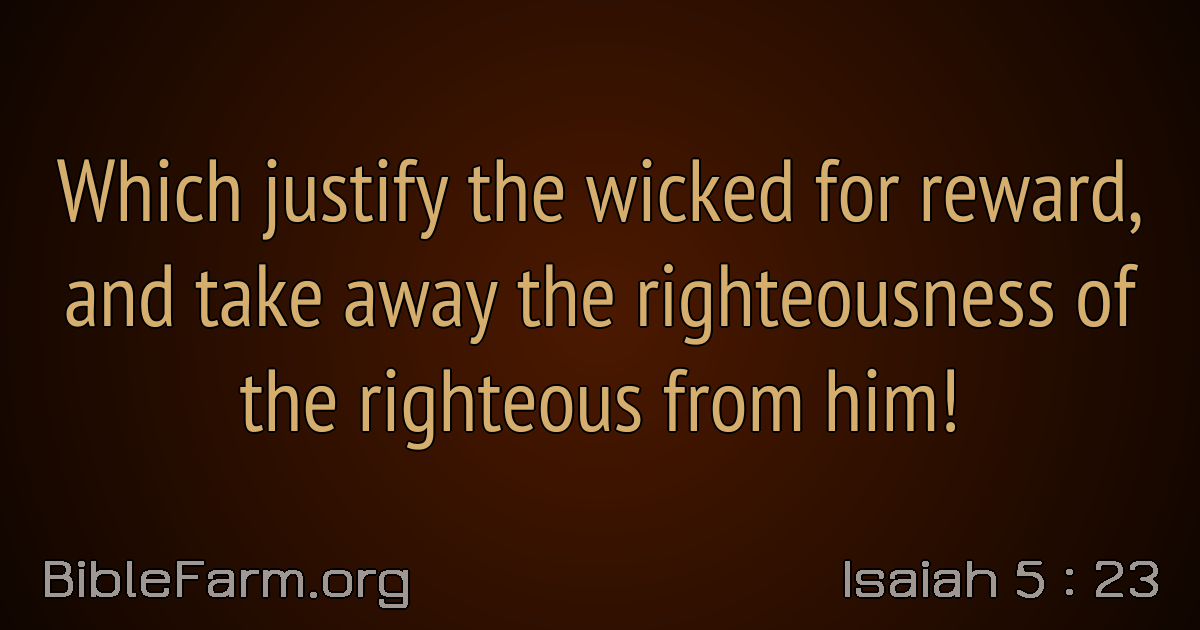 Which justify the wicked for reward,
and take away the righteousness of
the righteous from him!
BibleFarm.org
Isaiah 5 : 23